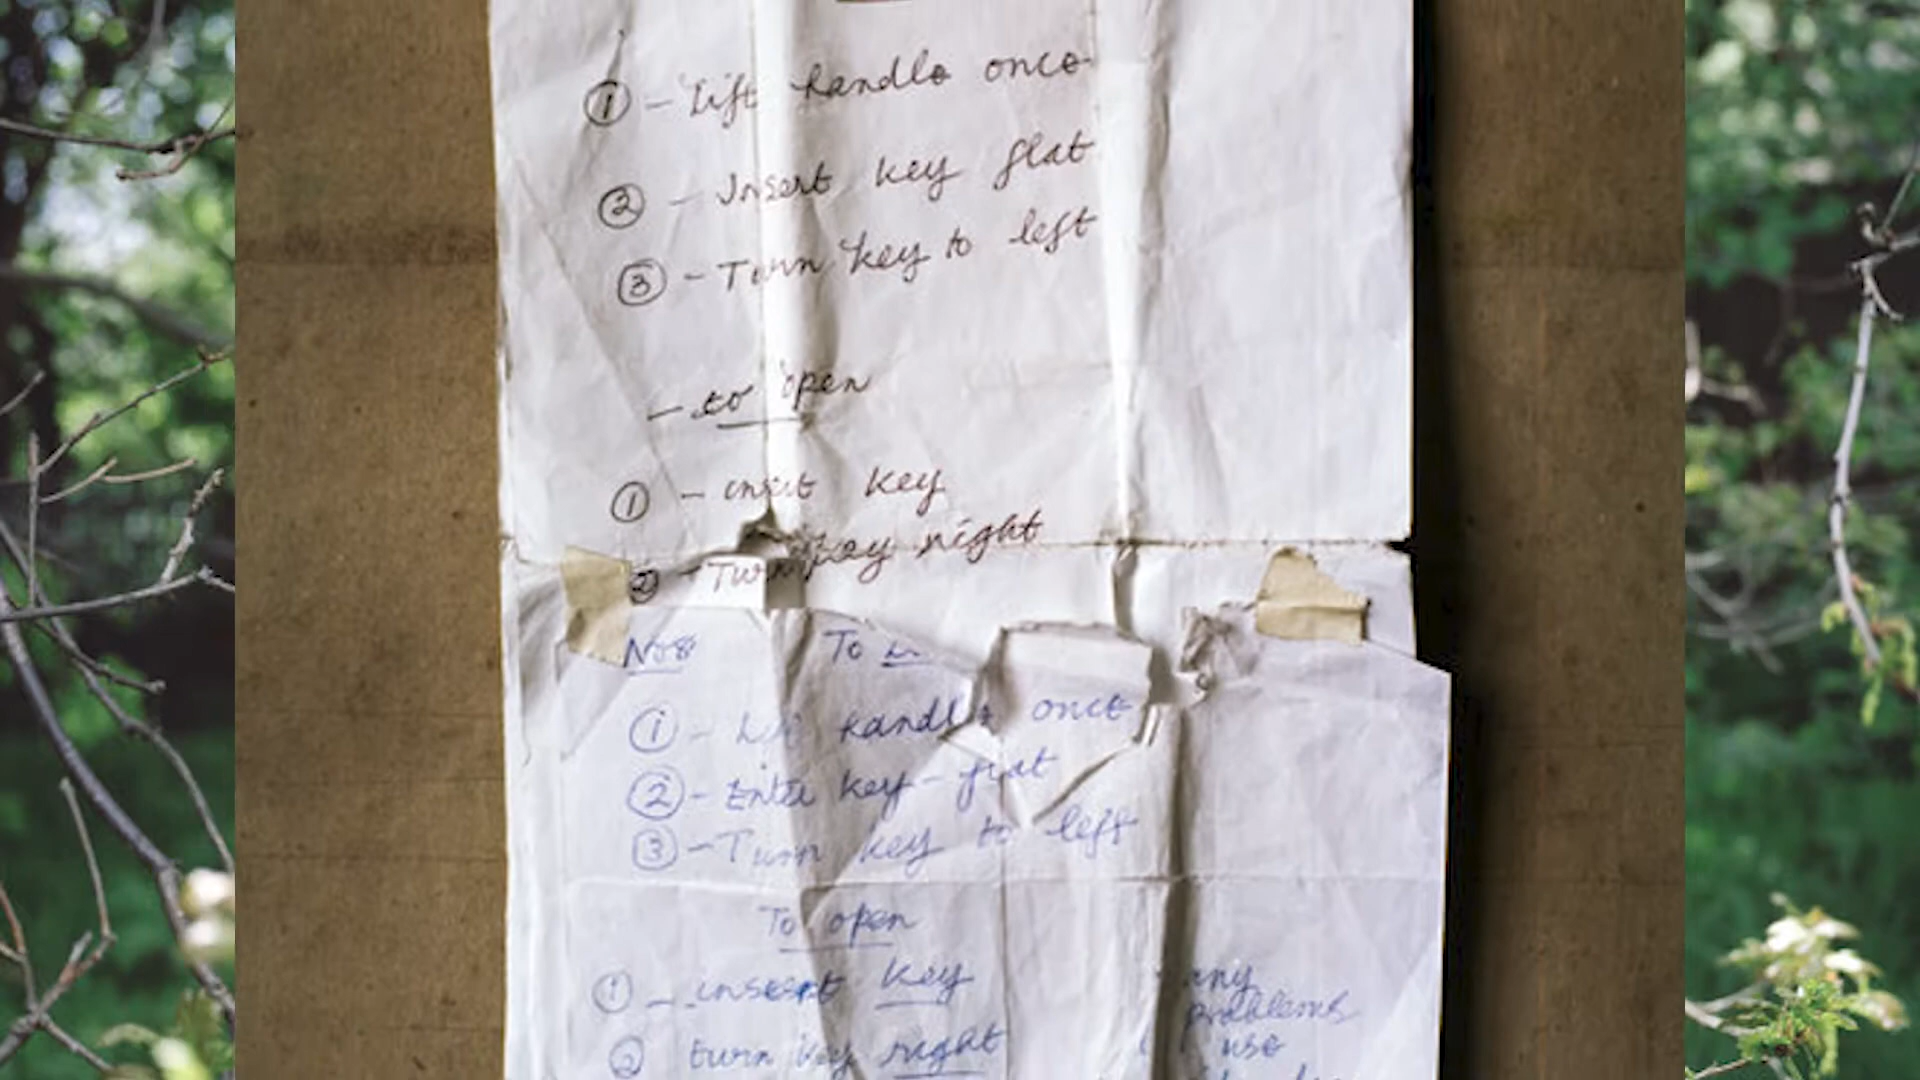 ① - Lift handle once
② - Insert key flat
③ - Turn key to left
- to open
① - insert key
② - Turn key right
To
① - Lift handle once
② - Enter key - flat
③ - Turn key to left
To open
① - inseert key
② turn key right
any
problems
use